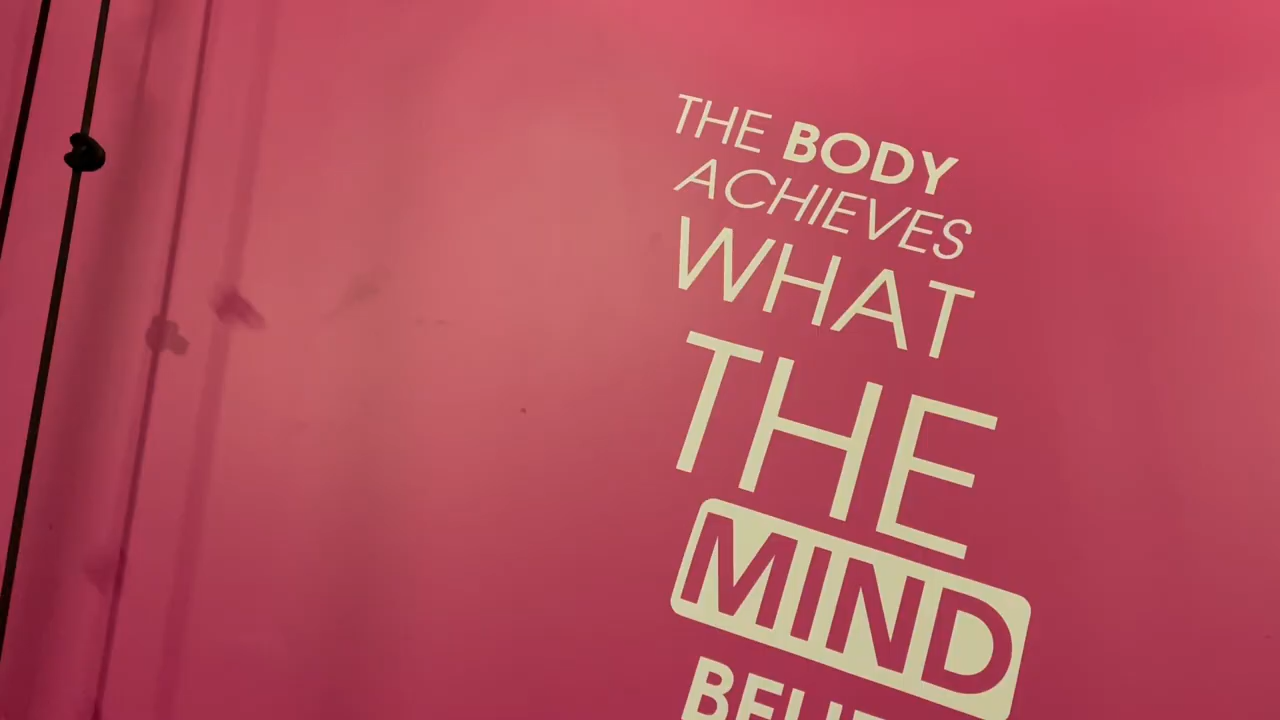 THE BODY
ACHIEVES
WHAT
THE
MIND